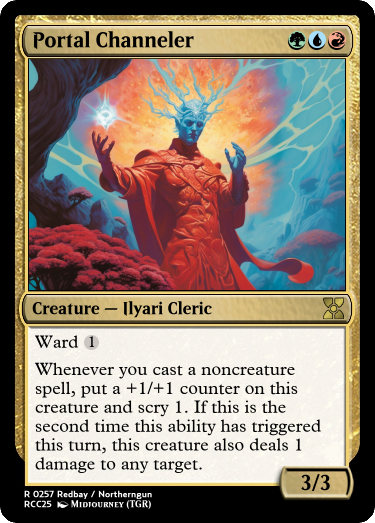 Portal Channeler
Creature — Ilyari Cleric
Ward 1
Whenever you cast a noncreature
spell, put a +1/+1 counter on this
creature and scry 1. If this is the
second time this ability has triggered
this turn, this creature also deals 1
damage to any target.
3/3
R 0257 Redbay / Northerngun
RCC25 Midjourney (TGR)